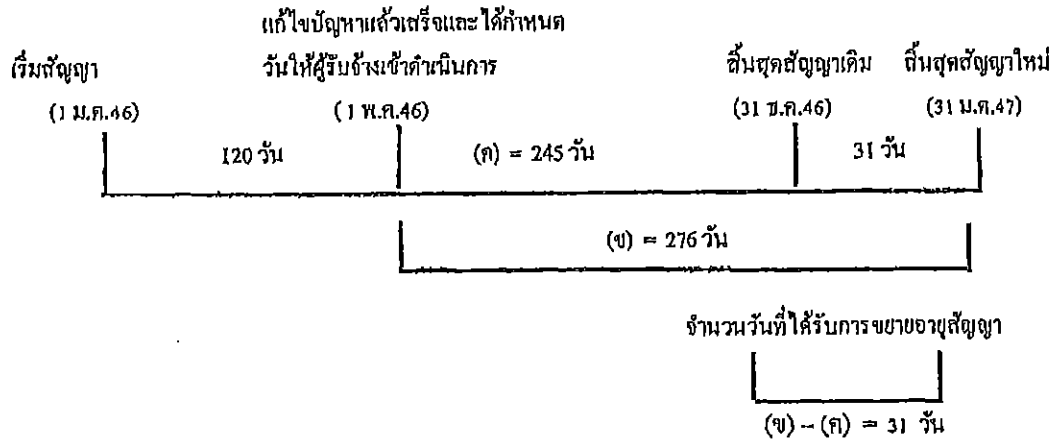 แก้ไขปัญหาแล้วเสร็จและได้กำหนด
เริ่มสัญญา วันให้ผู้รับจ้างเข้าดำเนินการ สิ้นสุดสัญญาเดิม สิ้นสุดสัญญาใหม่
(1 ม.ค.46) (1 พ.ค.46) (31 ธ.ค.46) (31 ม.ค.47)
120 วัน (ค) = 245 วัน 31 วัน
(ข) = 276 วัน
จำนวนวันที่ได้รับการขยายอายุสัญญา
(ข) – (ค) = 31 วัน